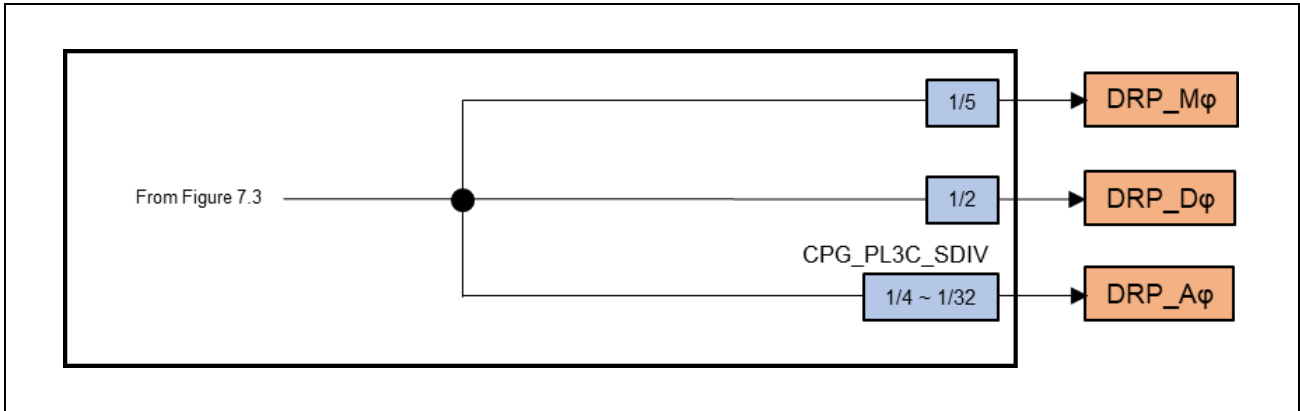 1/5
DRP_Mφ
From Figure 7.3
1/2
DRP_Dφ
CPG_PL3C_SDIV
1/4 ~ 1/32
DRP_Aφ